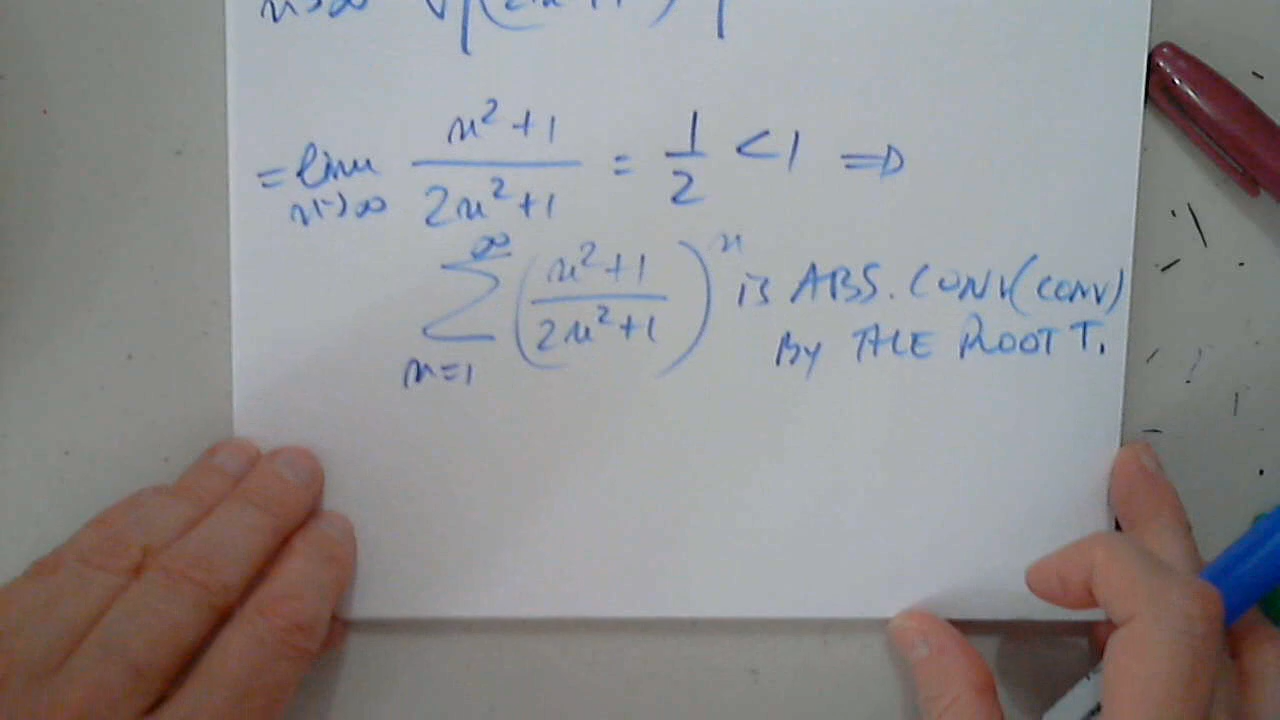 = lim n→∞ (n² + 1)/(2n² + 1) = 1/2 < 1 ⇒
∞ ∑ n=1 ((n² + 1)/(2n² + 1))ⁿ is ABS. CONV (CONV)
By THE ROOT T.